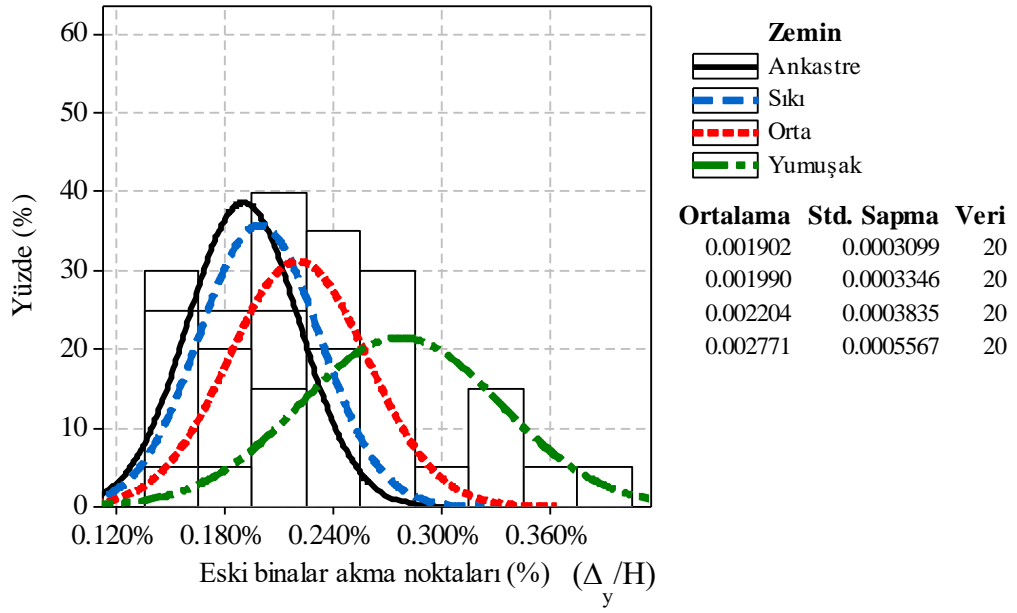 Yüzde (%)
60
50
40
30
20
10
0
0.120% 0.180% 0.240% 0.300% 0.360%
Eski binalar akma noktaları (%) (Δy/H)
Zemin
Ankastre
Sıkı
Orta
Yumuşak
Ortalama Std. Sapma Veri
0.001902 0.0003099 20
0.001990 0.0003346 20
0.002204 0.0003835 20
0.002771 0.0005567 20